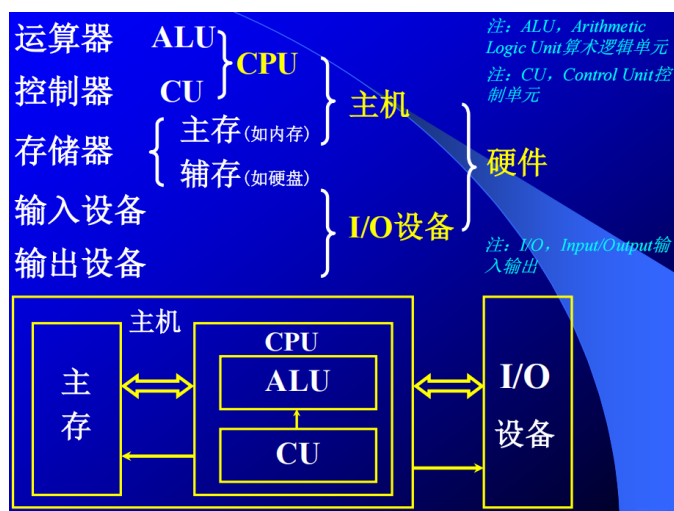 运算器 ALU
CPU
控制器 CU
主机
存储器
主存(如内存)
辅存(如硬盘)
硬件
输入设备
I/O设备
输出设备
注：ALU，Arithmetic
Logic Unit算术逻辑单元
注：CU，Control Unit控
制单元
注：I/O，Input/Output输
入输出
主机
主
存
CPU
ALU
CU
I/O
设备